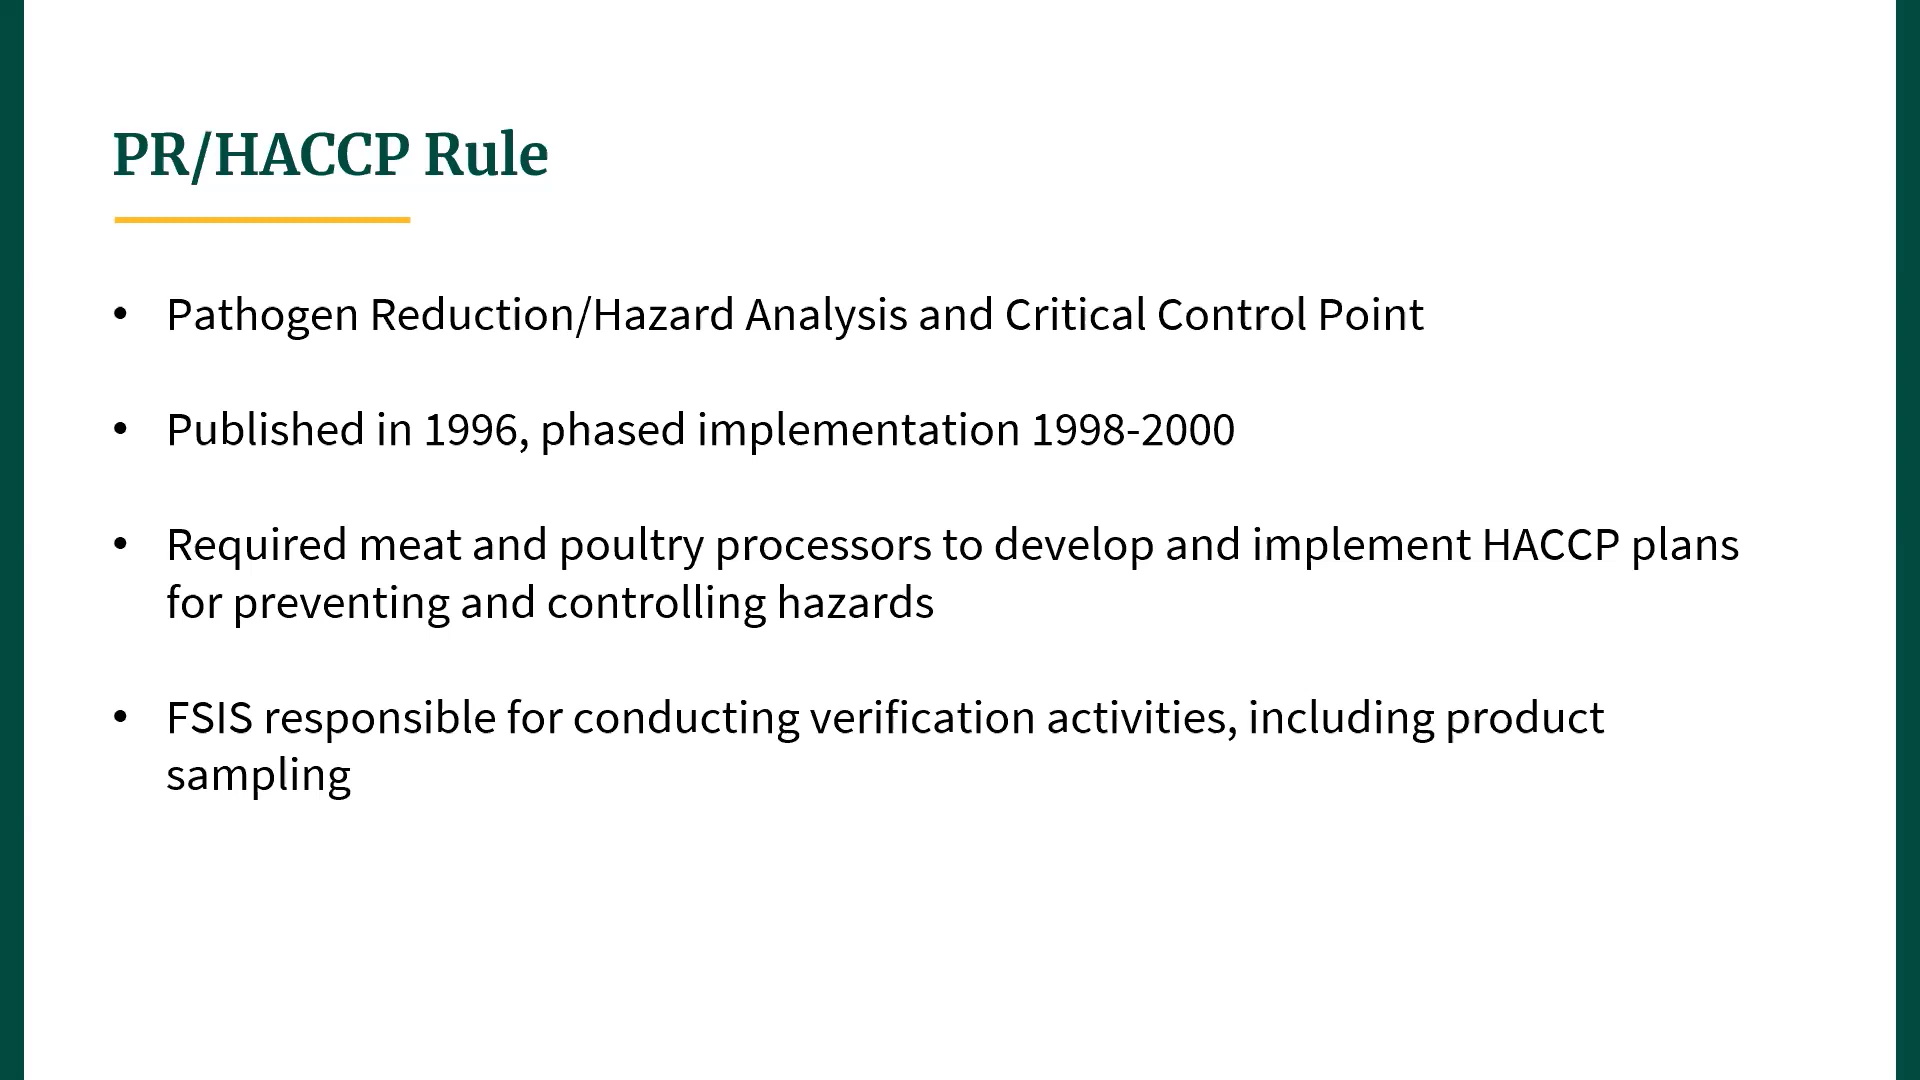 PR/HACCP Rule
• Pathogen Reduction/Hazard Analysis and Critical Control Point
• Published in 1996, phased implementation 1998-2000
• Required meat and poultry processors to develop and implement HACCP plans
for preventing and controlling hazards
• FSIS responsible for conducting verification activities, including product
sampling